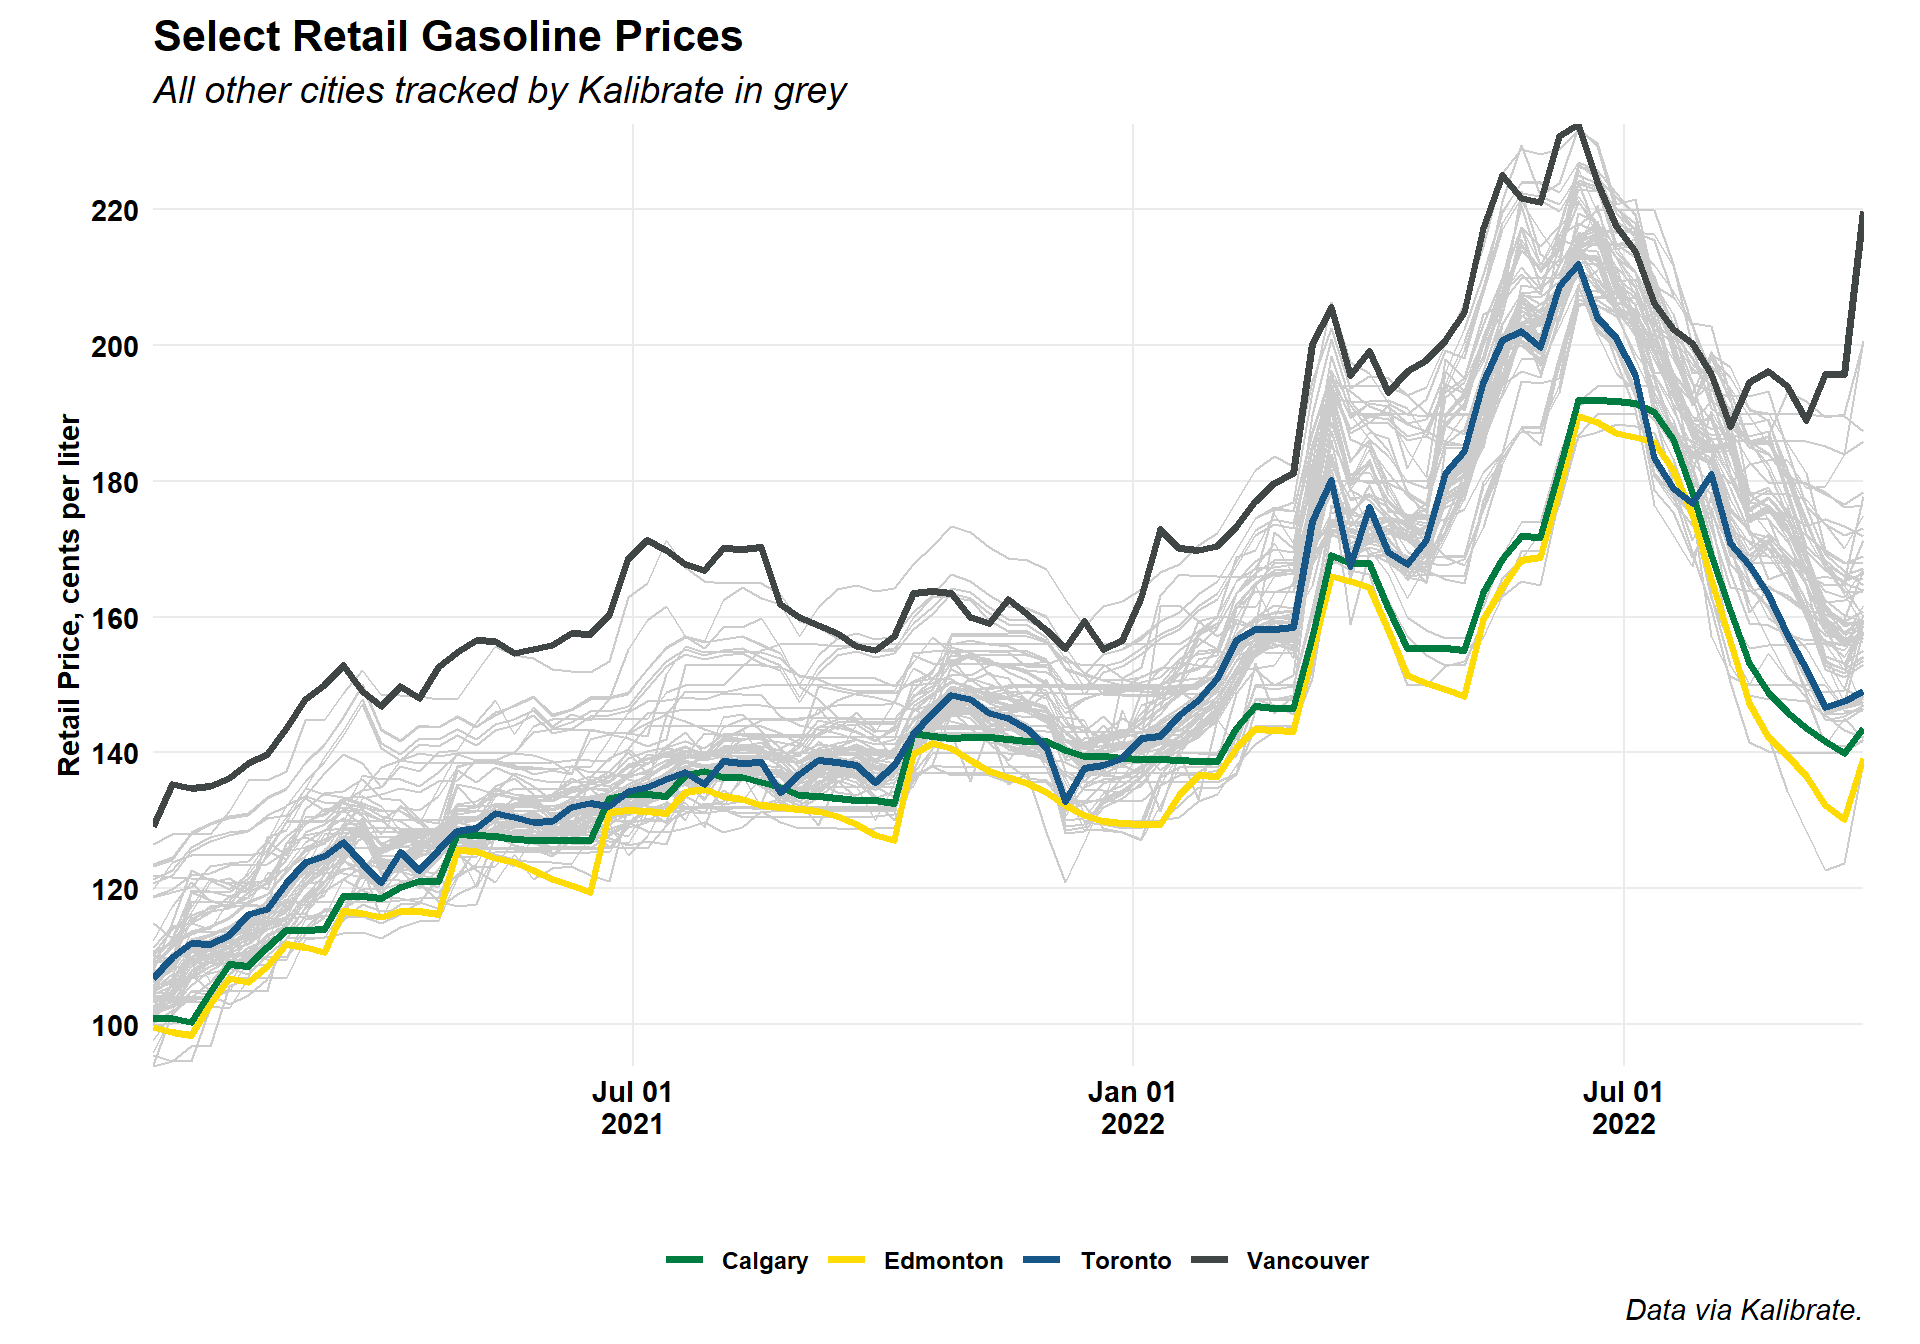 Select Retail Gasoline Prices
All other cities tracked by Kalibrate in grey
Retail Price, cents per liter
220
200
180
160
140
120
100
Jul 01
2021
Jan 01
2022
Jul 01
2022
Calgary
Edmonton
Toronto
Vancouver
Data via Kalibrate.